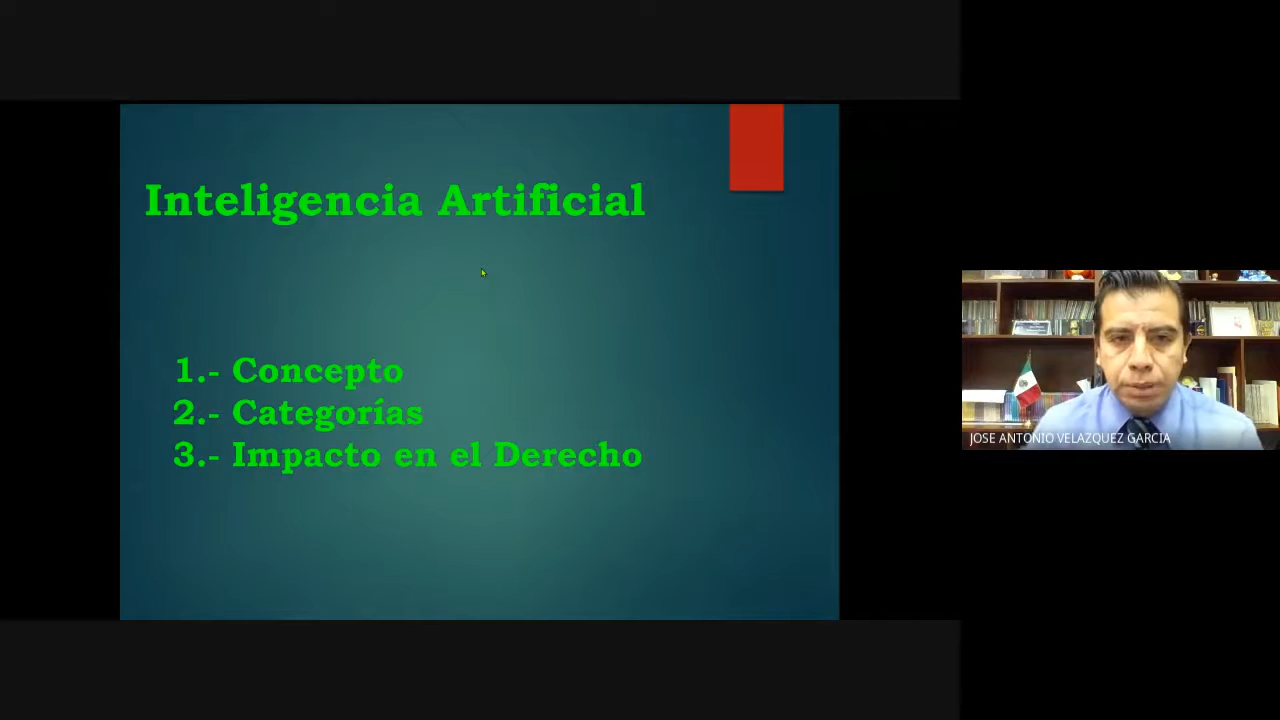 Inteligencia Artificial
1.- Concepto
2.- Categorías
3.- Impacto en el Derecho
JOSE ANTONIO VELAZQUEZ GARCIA